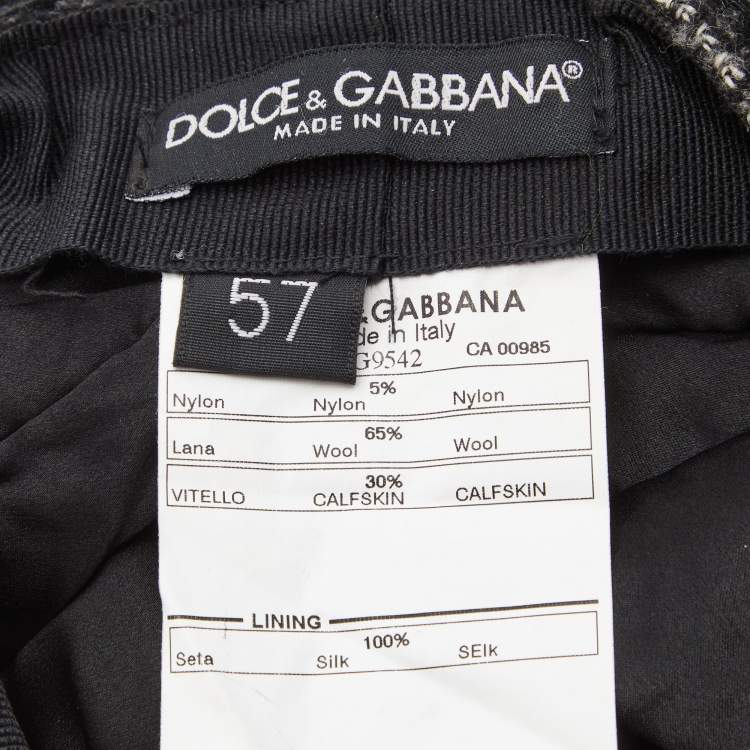 DOLCE & GABBANA®
MADE IN ITALY
57
& GABBANA
de in Italy
G9542 CA 00985
5%
Nylon Nylon Nylon
65%
Lana Wool Wool
30%
VITELLO CALFSKIN CALFSKiN
LINING
100%
Seta Silk SElk